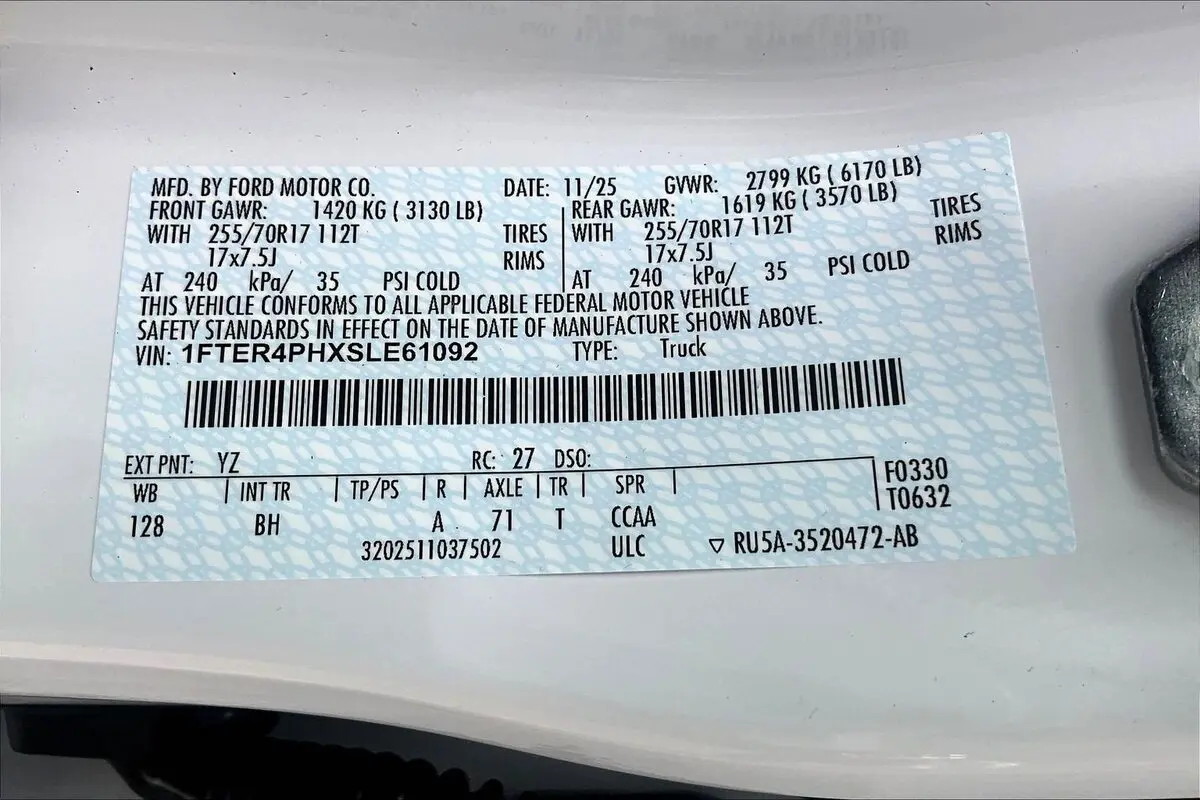 MFD. BY FORD MOTOR CO. DATE: 11/25 GVWR: 2799 KG ( 6170 LB)
FRONT GAWR: 1420 KG ( 3130 LB) REAR GAWR: 1619 KG ( 3570 LB)
WITH 255/70R17 112T TIRES WITH 255/70R17 112T TIRES
17x7.5J RIMS 17x7.5J RIMS
AT 240 kPa/ 35 PSI COLD AT 240 kPa/ 35 PSI COLD
THIS VEHICLE CONFORMS TO ALL APPLICABLE FEDERAL MOTOR VEHICLE
SAFETY STANDARDS IN EFFECT ON THE DATE OF MANUFACTURE SHOWN ABOVE.
VIN: 1FTER4PHXSLE61092 TYPE: Truck
EXT PNT: YZ RC: 27 DSO:
WB INT TR TP/PS R AXLE TR SPR F0330
T0632
128 BH A 71 T CCAA
3202511037502 ULC ▽ RU5A-3520472-AB